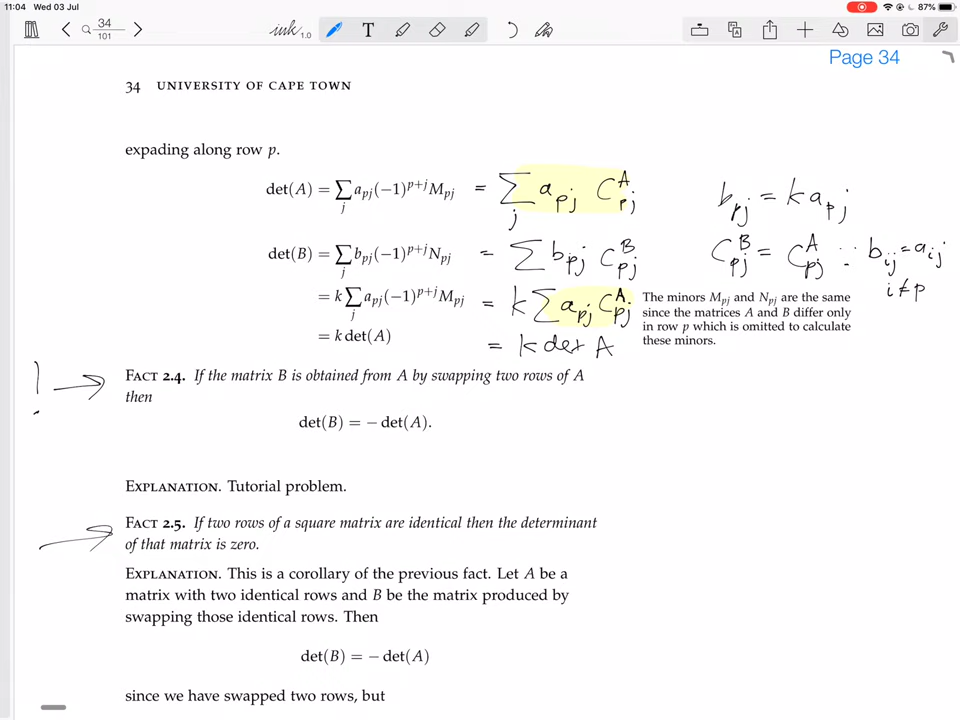 11:04 Wed 03 Jul 87%
34
101
ink 1.0 T
Page 34
34 UNIVERSITY OF CAPE TOWN
expading along row p.
det(A) = ∑_j a_pj(−1)^{p+j} M_pj = ∑_j a_pj C^A_pj
b_pj = k a_pj
det(B) = ∑_j b_pj(−1)^{p+j} N_pj = ∑ b_pj C^B_pj
C^B_pj = C^A_pj ∵ b_ij = a_ij
i ≠ p
= k ∑_j a_pj(−1)^{p+j} M_pj = k ∑ a_pj C^A_pj
= k det(A) = k det A
The minors M_pj and N_pj are the same
since the matrices A and B differ only
in row p which is omitted to calculate
these minors.
!
FACT 2.4. If the matrix B is obtained from A by swapping two rows of A
then
det(B) = − det(A).
EXPLANATION. Tutorial problem.
FACT 2.5. If two rows of a square matrix are identical then the determinant
of that matrix is zero.
EXPLANATION. This is a corollary of the previous fact. Let A be a
matrix with two identical rows and B be the matrix produced by
swapping those identical rows. Then
det(B) = − det(A)
since we have swapped two rows, but